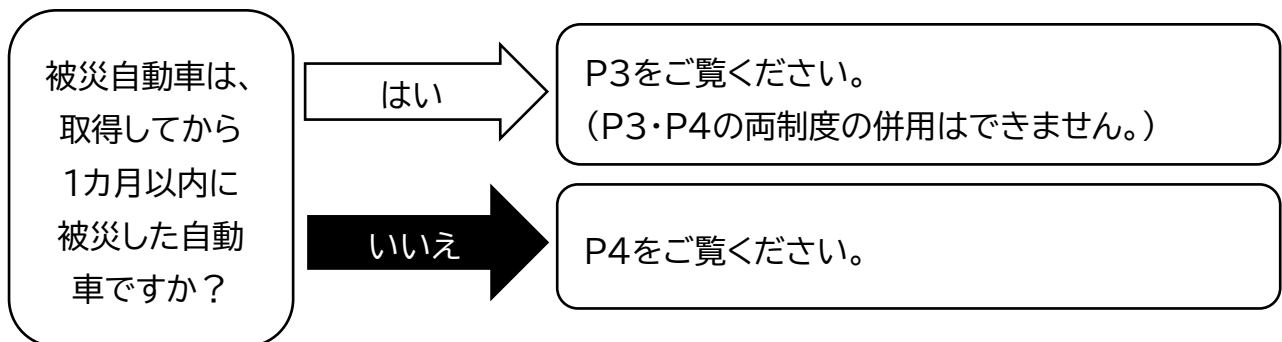 被災自動車は、
取得してから
1カ月以内に
被災した自動
車ですか？
はい
P3をご覧ください。
（P3・P4の両制度の併用はできません。）
いいえ
P4をご覧ください。